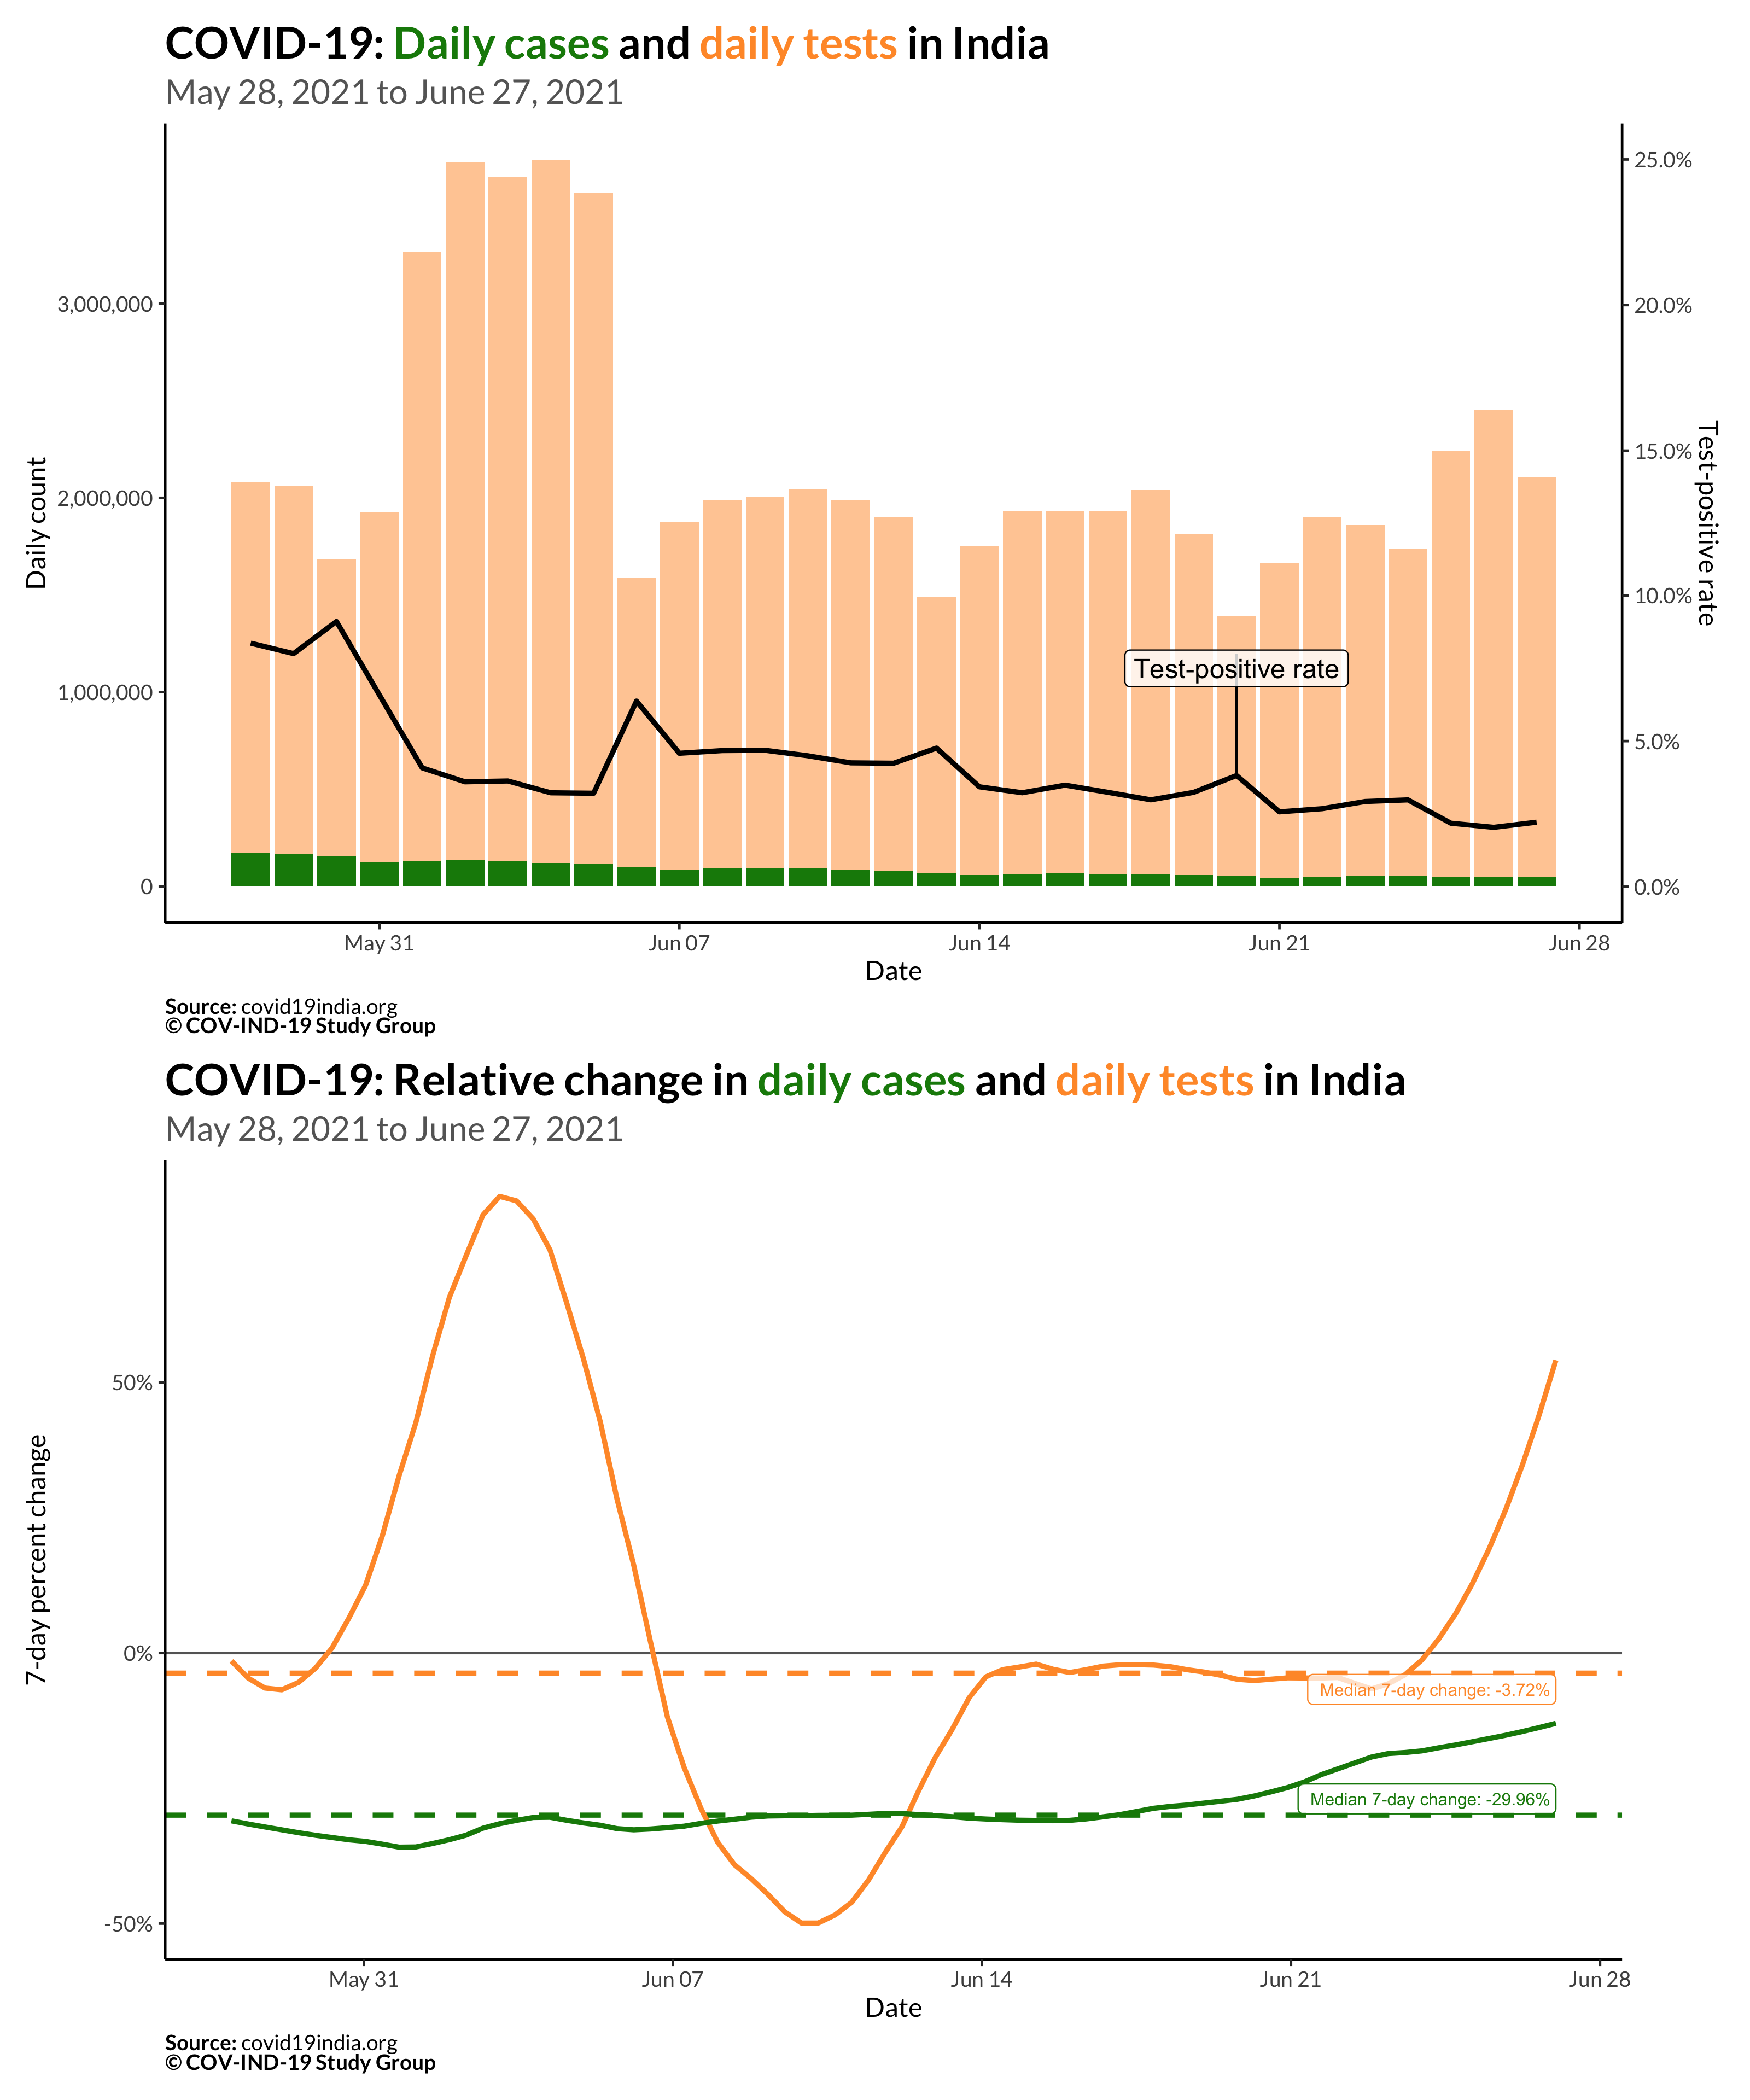 COVID-19: Daily cases and daily tests in India
May 28, 2021 to June 27, 2021
25.0%
20.0%
15.0%
10.0%
5.0%
0.0%
3,000,000
2,000,000
1,000,000
0
Daily count
Test-positive rate
Test-positive rate
May 31
Jun 07
Jun 14
Jun 21
Jun 28
Date
Source: covid19india.org
© COV-IND-19 Study Group
COVID-19: Relative change in daily cases and daily tests in India
May 28, 2021 to June 27, 2021
50%
0%
-50%
7-day percent change
Median 7-day change: -3.72%
Median 7-day change: -29.96%
May 31
Jun 07
Jun 14
Jun 21
Jun 28
Date
Source: covid19india.org
© COV-IND-19 Study Group